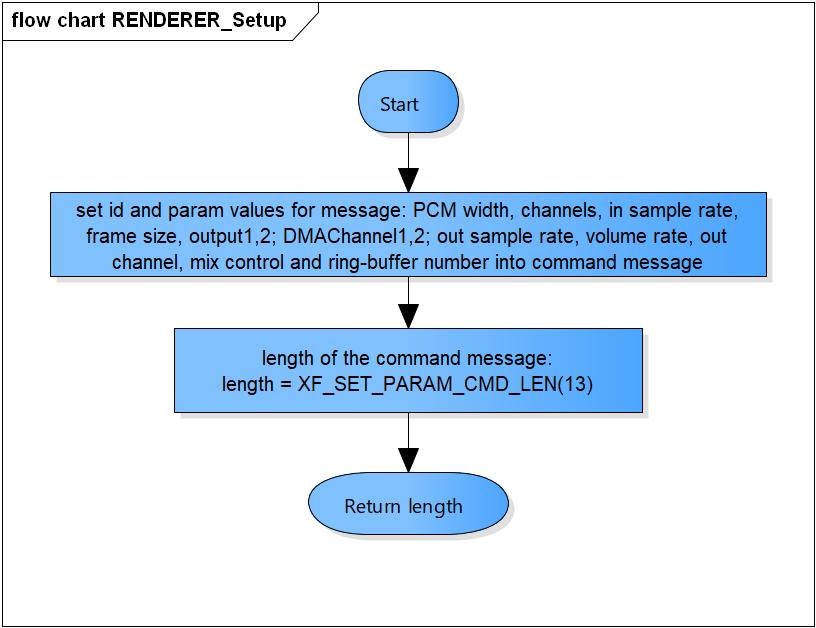 flow chart RENDERER_Setup
Start
set id and param values for message: PCM width, channels, in sample rate,
frame size, output1,2; DMAChannel1,2; out sample rate, volume rate, out
channel, mix control and ring-buffer number into command message
length of the command message:
length = XF_SET_PARAM_CMD_LEN(13)
Return length